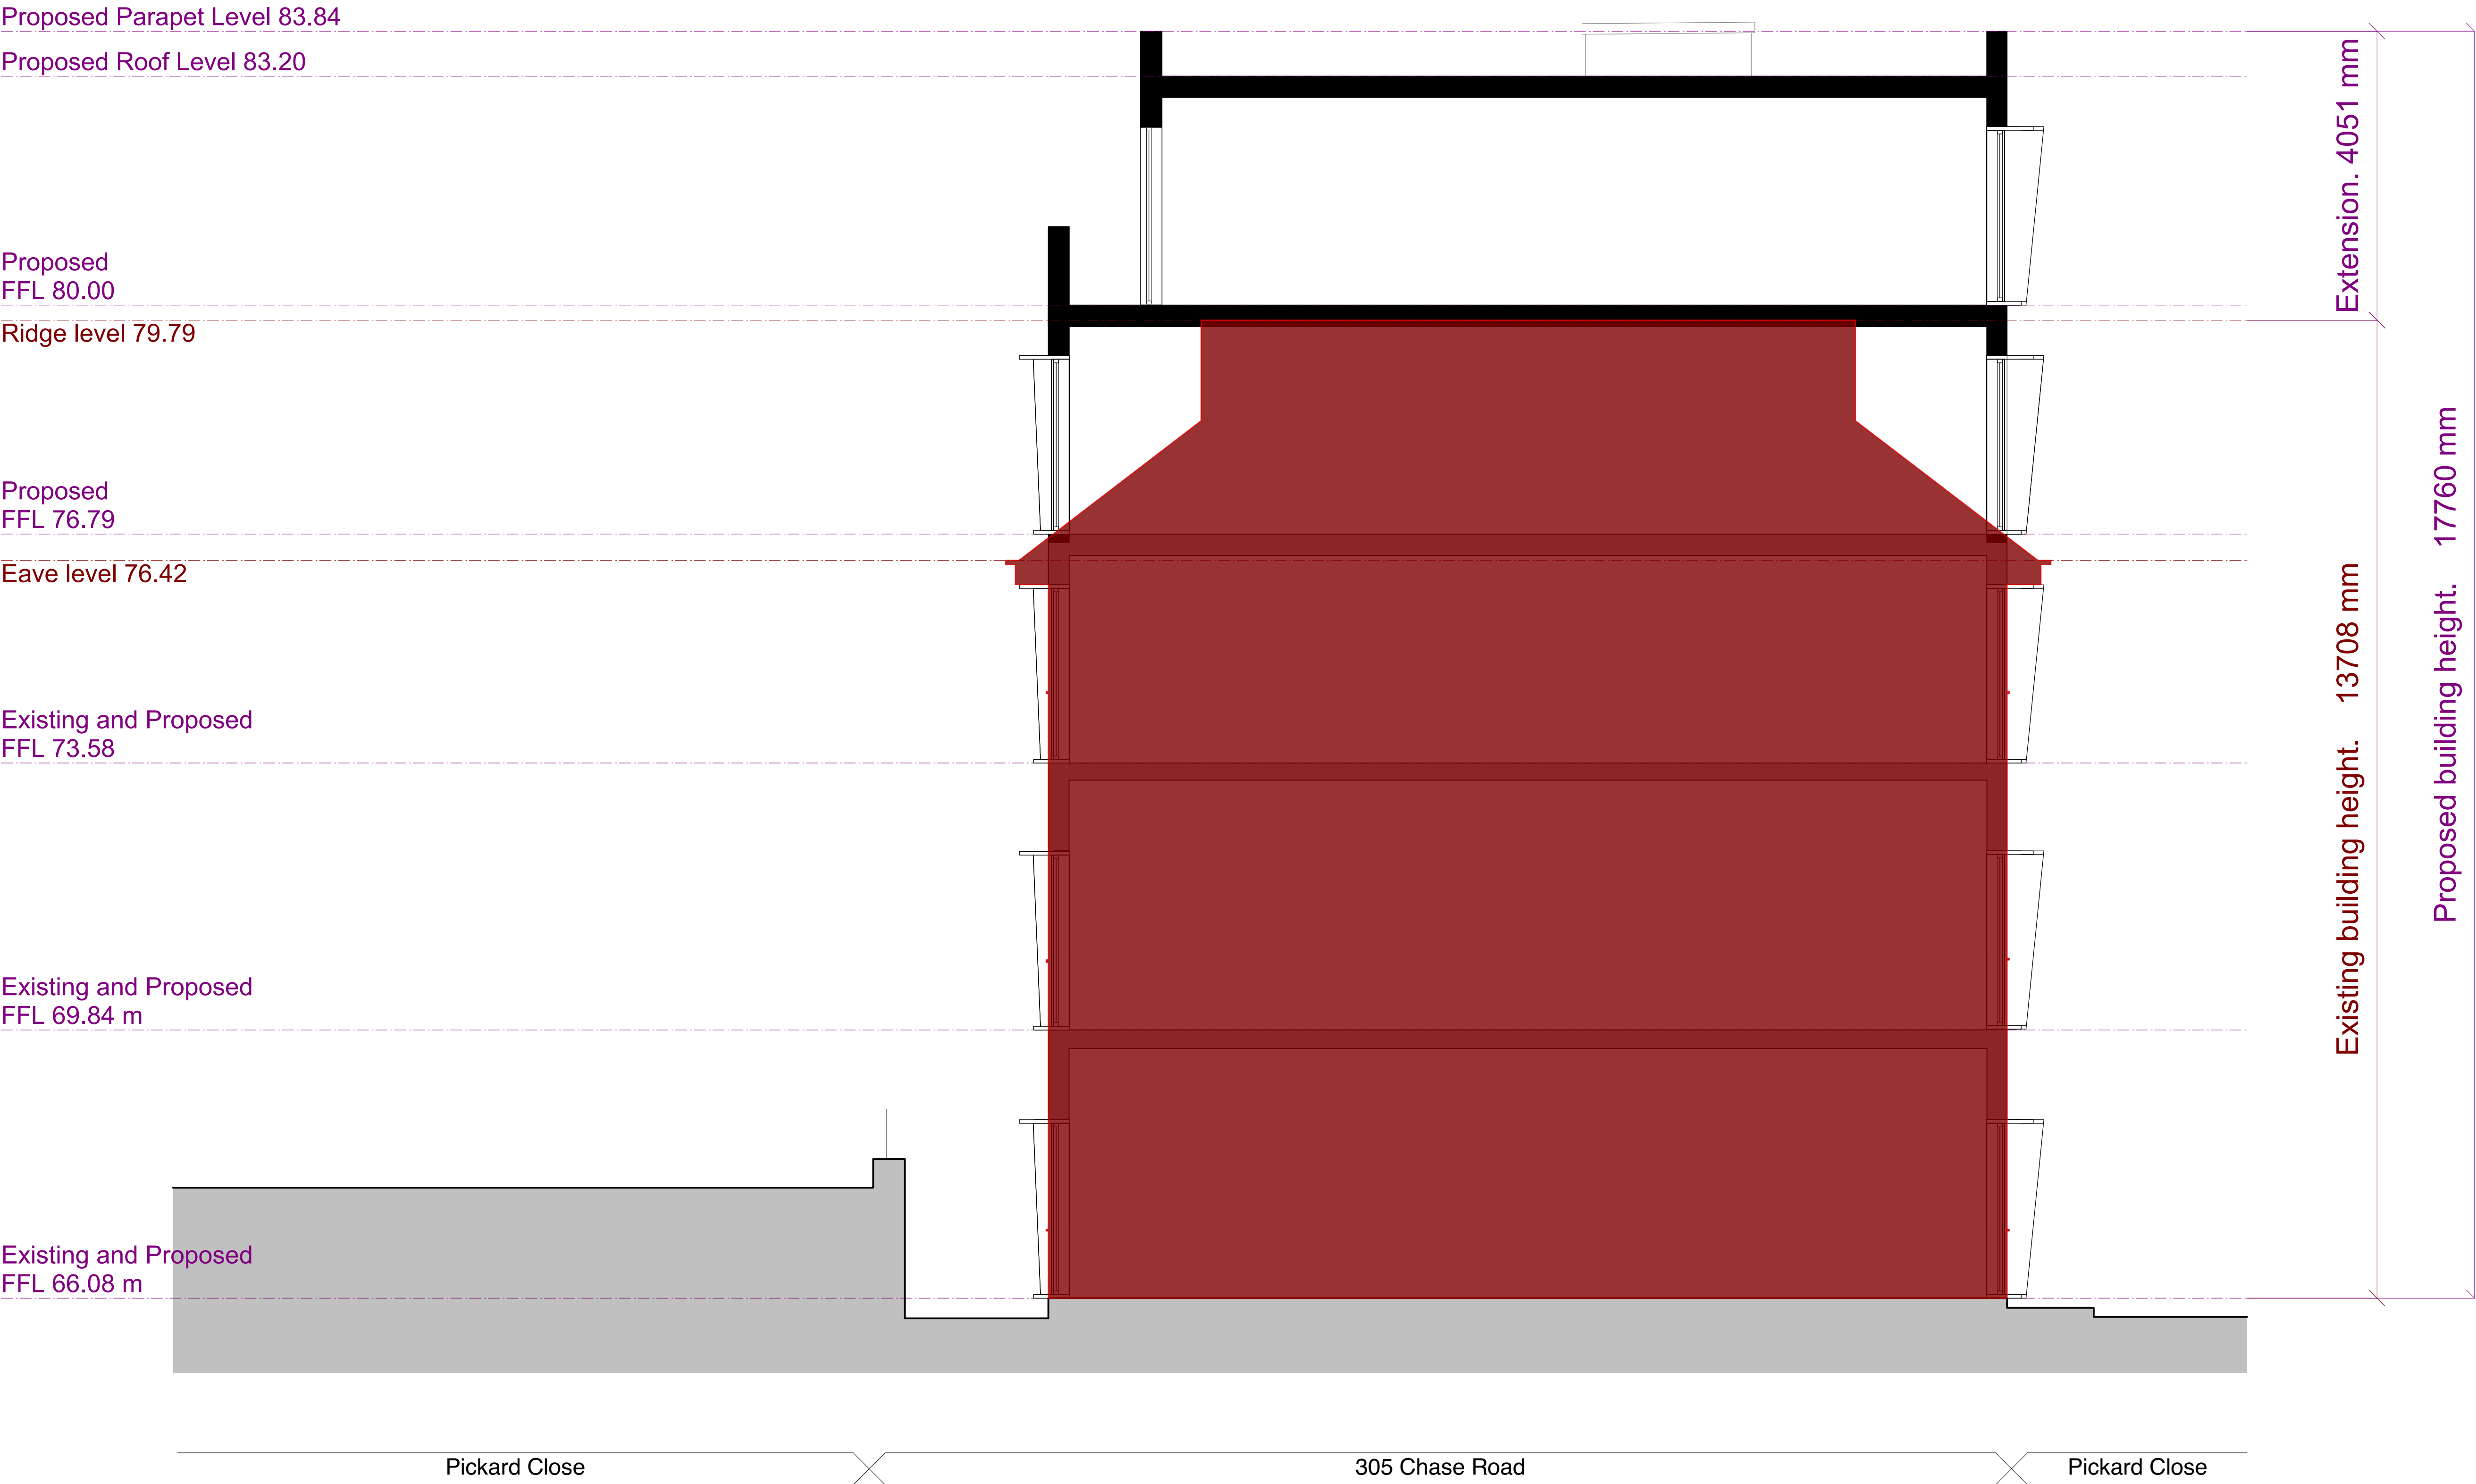 Proposed Parapet Level 83.84
Proposed Roof Level 83.20
Proposed
FFL 80.00
Ridge level 79.79
Proposed
FFL 76.79
Eave level 76.42
Existing and Proposed
FFL 73.58
Existing and Proposed
FFL 69.84 m
Existing and Proposed
FFL 66.08 m
Extension. 4051 mm
Existing building height. 13708 mm
Proposed building height. 17760 mm
Pickard Close
305 Chase Road
Pickard Close